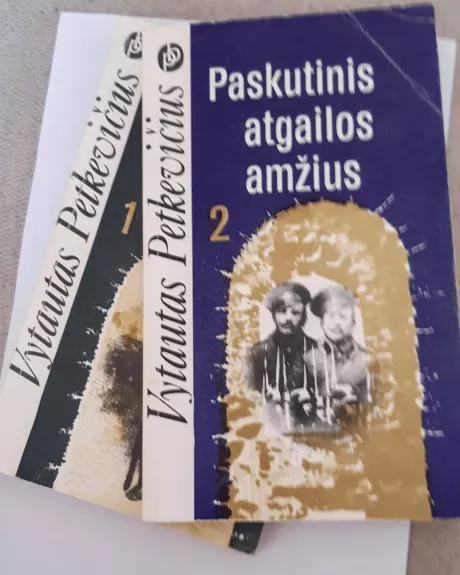 Vytautas Petkevičius
1
Vytautas Petkevičius
Paskutinis
atgailos
amžius
2